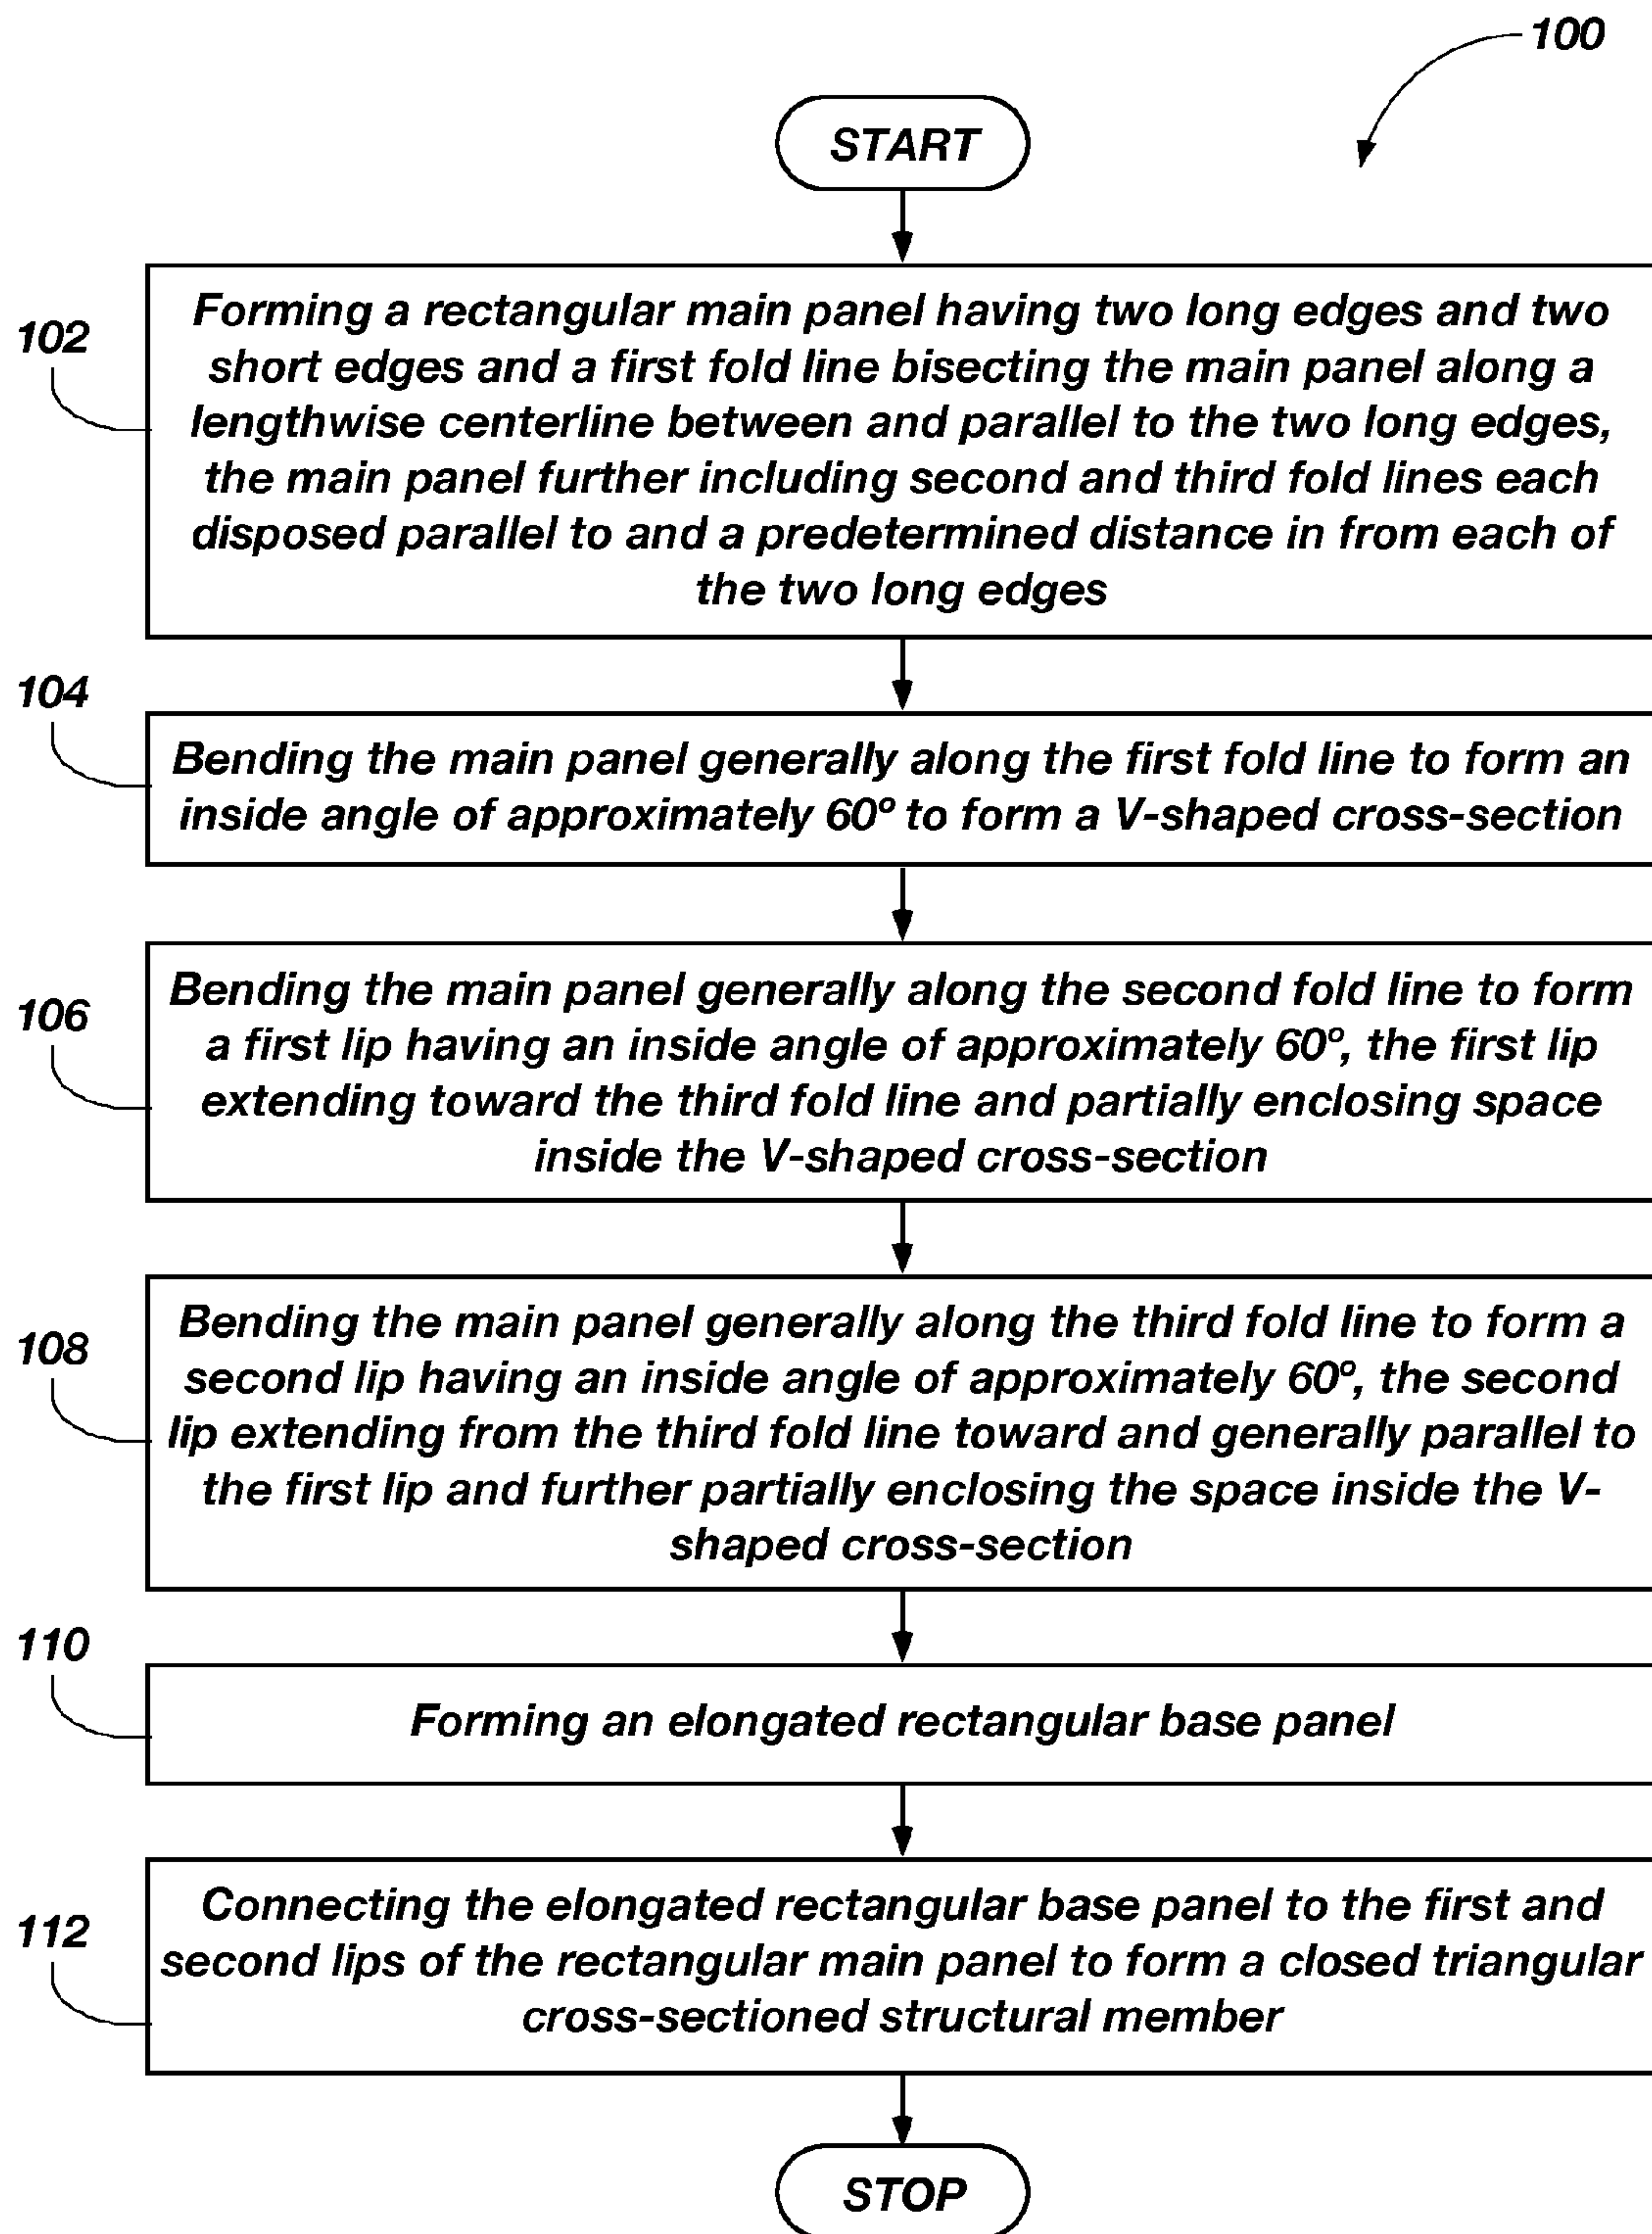 100
START
102
Forming a rectangular main panel having two long edges and two
short edges and a first fold line bisecting the main panel along a
lengthwise centerline between and parallel to the two long edges,
the main panel further including second and third fold lines each
disposed parallel to and a predetermined distance in from each of
the two long edges
104
Bending the main panel generally along the first fold line to form an
inside angle of approximately 60º to form a V-shaped cross-section
106
Bending the main panel generally along the second fold line to form
a first lip having an inside angle of approximately 60º, the first lip
extending toward the third fold line and partially enclosing space
inside the V-shaped cross-section
108
Bending the main panel generally along the third fold line to form a
second lip having an inside angle of approximately 60º, the second
lip extending from the third fold line toward and generally parallel to
the first lip and further partially enclosing the space inside the V-
shaped cross-section
110
Forming an elongated rectangular base panel
112
Connecting the elongated rectangular base panel to the first and
second lips of the rectangular main panel to form a closed triangular
cross-sectioned structural member
STOP